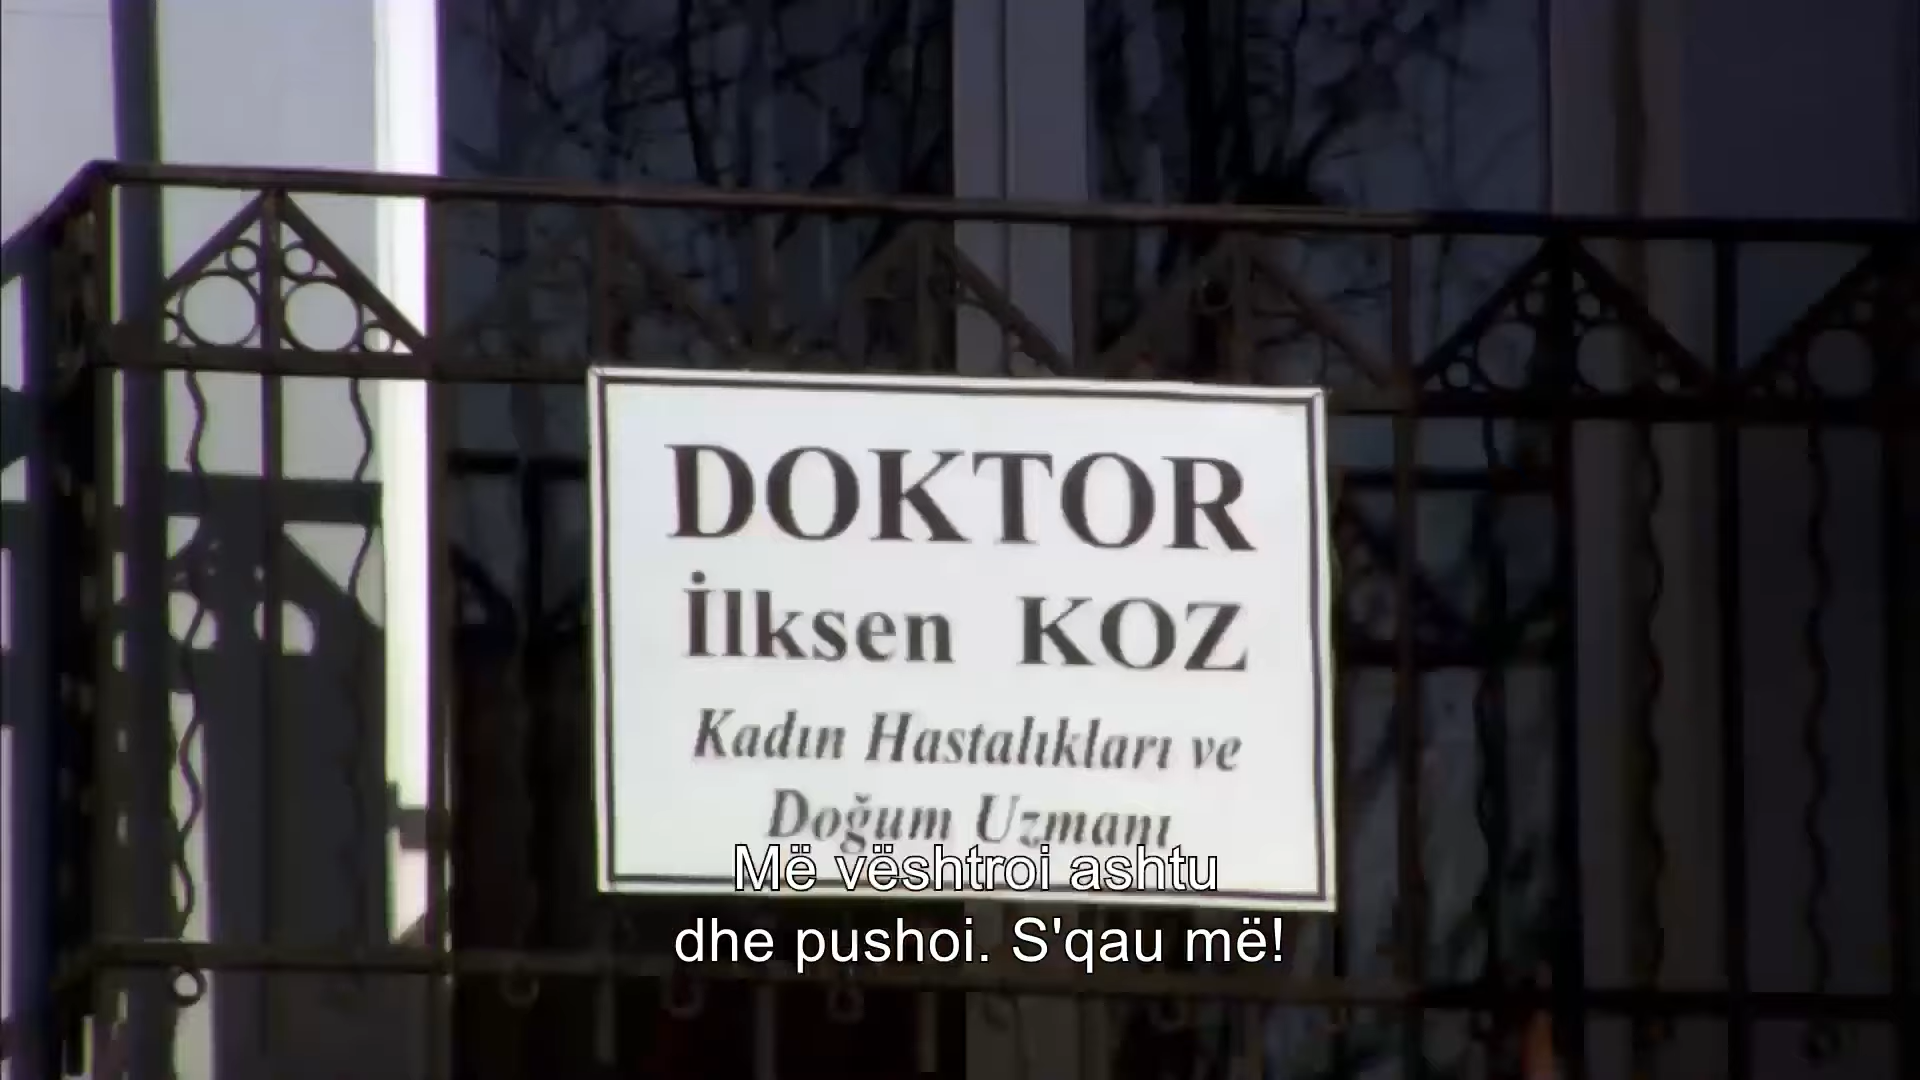 DOKTOR
İlksen KOZ
Kadın Hastalıkları ve
Doğum Uzmanı
Më vështroi ashtu
dhe pushoi. S'qau më!